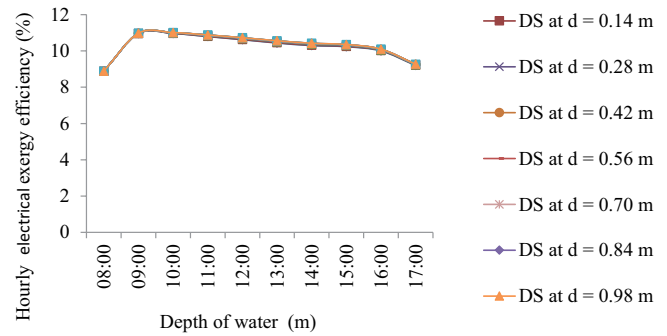 Hourly electrical exergy efficiency (%)
12
10
8
6
4
2
0
08:00
09:00
10:00
11:00
12:00
13:00
14:00
15:00
16:00
17:00
Depth of water (m)
DS at d = 0.14 m
DS at d = 0.28 m
DS at d = 0.42 m
DS at d = 0.56 m
DS at d = 0.70 m
DS at d = 0.84 m
DS at d = 0.98 m